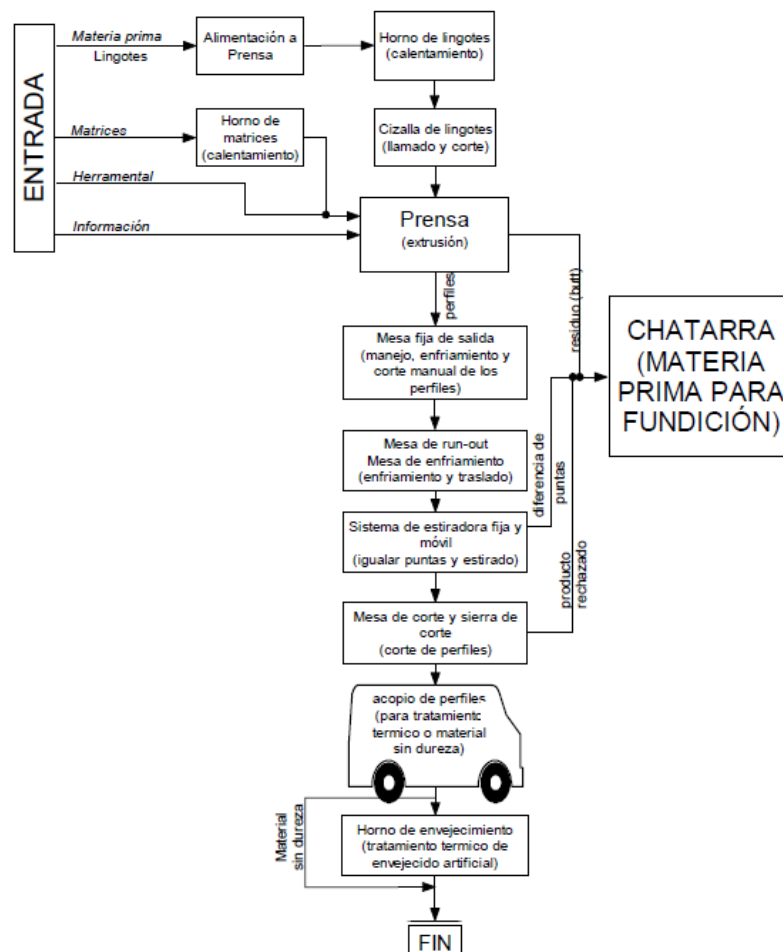 ENTRADA
Materia prima
Lingotes
Alimentación a
Prensa
Horno de lingotes
(calentamiento)
Matrices
Horno de
matrices
(calentamiento)
Cizalla de lingotes
(llamado y corte)
Herramental
Información
Prensa
(extrusión)
perfiles
residuo (butt)
CHATARRA
(MATERIA
PRIMA PARA
FUNDICIÓN)
Mesa fija de salida
(manejo, enfriamiento y
corte manual de los
perfiles)
Mesa de run-out
Mesa de enfriamiento
(enfriamiento y traslado)
diferencia de
puntas
Sistema de estiradora fija y
móvil
(igualar puntas y estirado)
producto
rechazado
Mesa de corte y sierra de
corte
(corte de perfiles)
acopio de perfiles
(para tratamiento
termico o material
sin dureza)
Material
sin dureza
Horno de envejecimiento
(tratamiento termico de
envejecido artificial)
FIN